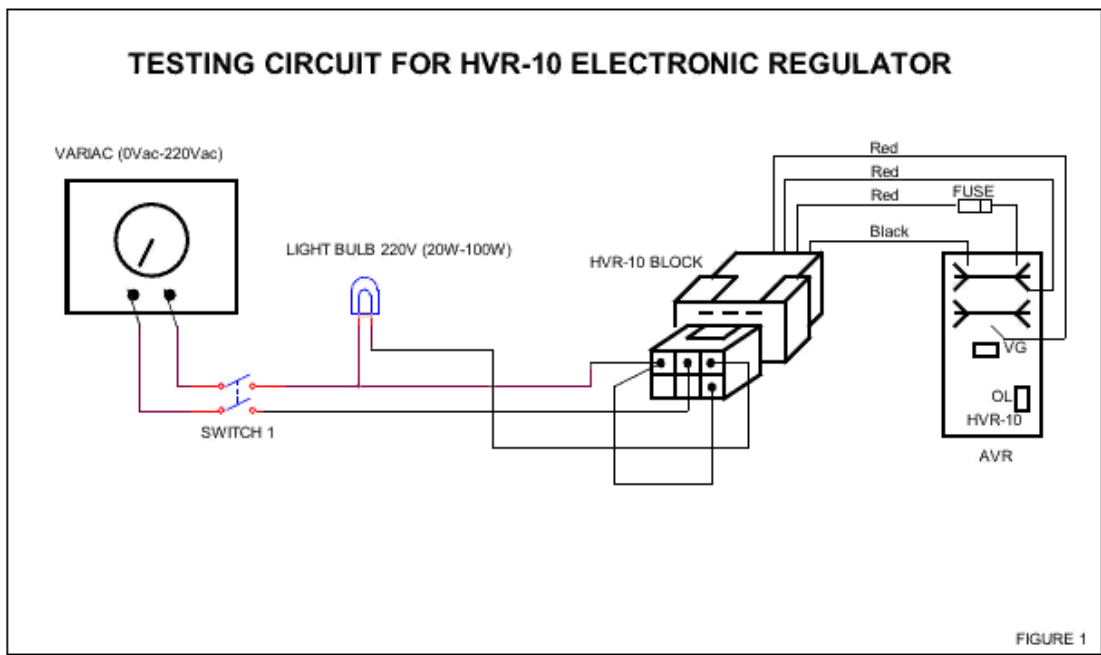 TESTING CIRCUIT FOR HVR-10 ELECTRONIC REGULATOR
VARIAC (0Vac-220Vac)
LIGHT BULB 220V (20W-100W)
SWITCH 1
HVR-10 BLOCK
Red
Red
Red
FUSE
Black
VG
OL
HVR-10
AVR
FIGURE 1